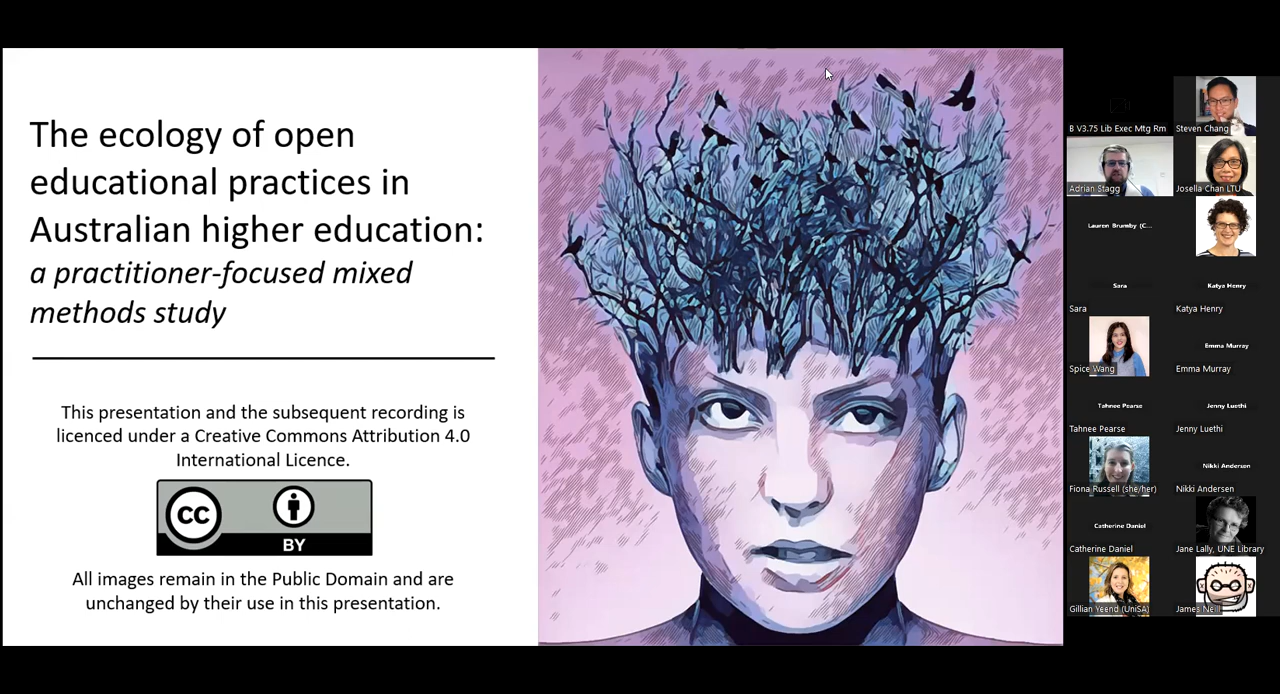 The ecology of open
educational practices in
Australian higher education:
a practitioner-focused mixed
methods study
This presentation and the subsequent recording is
licenced under a Creative Commons Attribution 4.0
International Licence.
CC
BY
All images remain in the Public Domain and are
unchanged by their use in this presentation.
B V3.75 Lib Exec Mtg Rm
Steven Chang
Adrian Stagg
Josella Chan LTU
Lauren Brumby (C...
Sara
Katya Henry
Sara
Katya Henry
Spice Wang
Emma Murray
Emma Murray
Tahnee Pearse
Jenny Luethi
Tahnee Pearse
Jenny Luethi
Fiona Russell (she/her)
Nikki Andersen
Nikki Andersen
Catherine Daniel
Catherine Daniel
Jane Lally, UNE Library
Gillian Yeend (UniSA)
James Neill